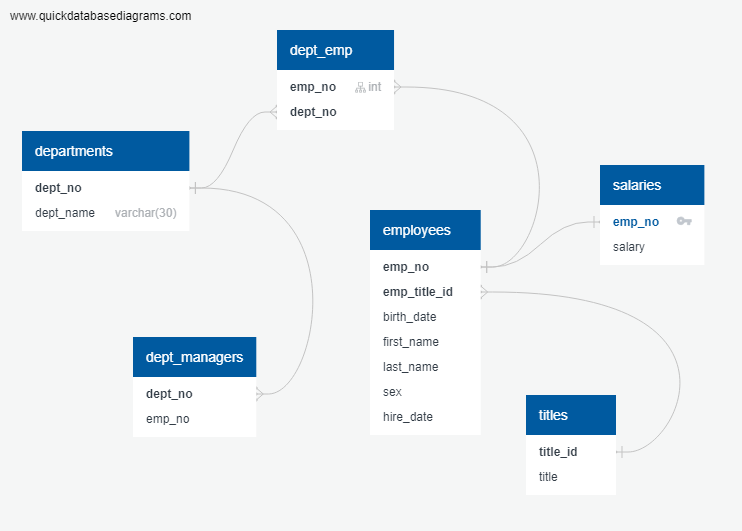 www.quickdatabasediagrams.com
dept_emp
emp_no int
dept_no
departments
dept_no
dept_name varchar(30)
salaries
emp_no
salary
employees
emp_no
emp_title_id
birth_date
first_name
last_name
sex
hire_date
dept_managers
dept_no
emp_no
titles
title_id
title